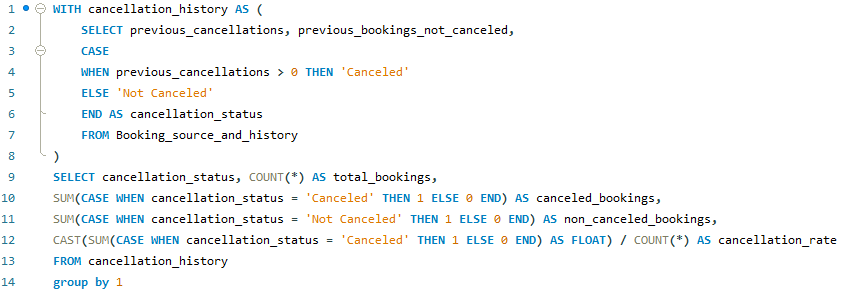 1 WITH cancellation_history AS (
2 SELECT previous_cancellations, previous_bookings_not_canceled,
3 CASE
4 WHEN previous_cancellations > 0 THEN 'Canceled'
5 ELSE 'Not Canceled'
6 END AS cancellation_status
7 FROM Booking_source_and_history
8 )
9 SELECT cancellation_status, COUNT(*) AS total_bookings,
10 SUM(CASE WHEN cancellation_status = 'Canceled' THEN 1 ELSE 0 END) AS canceled_bookings,
11 SUM(CASE WHEN cancellation_status = 'Not Canceled' THEN 1 ELSE 0 END) AS non_canceled_bookings,
12 CAST(SUM(CASE WHEN cancellation_status = 'Canceled' THEN 1 ELSE 0 END) AS FLOAT) / COUNT(*) AS cancellation_rate
13 FROM cancellation_history
14 group by 1